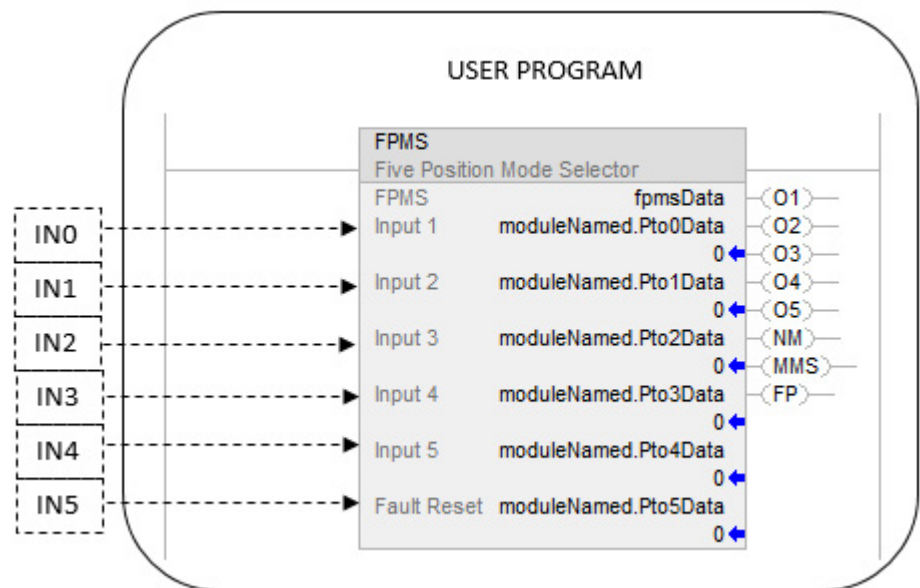 USER PROGRAM
FPMS
Five Position Mode Selector
FPMS fpmsData (O1)
IN0 Input 1 moduleNamed.Pto0Data (O2)
0 (O3)
IN1 Input 2 moduleNamed.Pto1Data (O4)
0 (O5)
IN2 Input 3 moduleNamed.Pto2Data (NM)
0 (MMS)
IN3 Input 4 moduleNamed.Pto3Data (FP)
0
IN4 Input 5 moduleNamed.Pto4Data
0
IN5 Fault Reset moduleNamed.Pto5Data
0